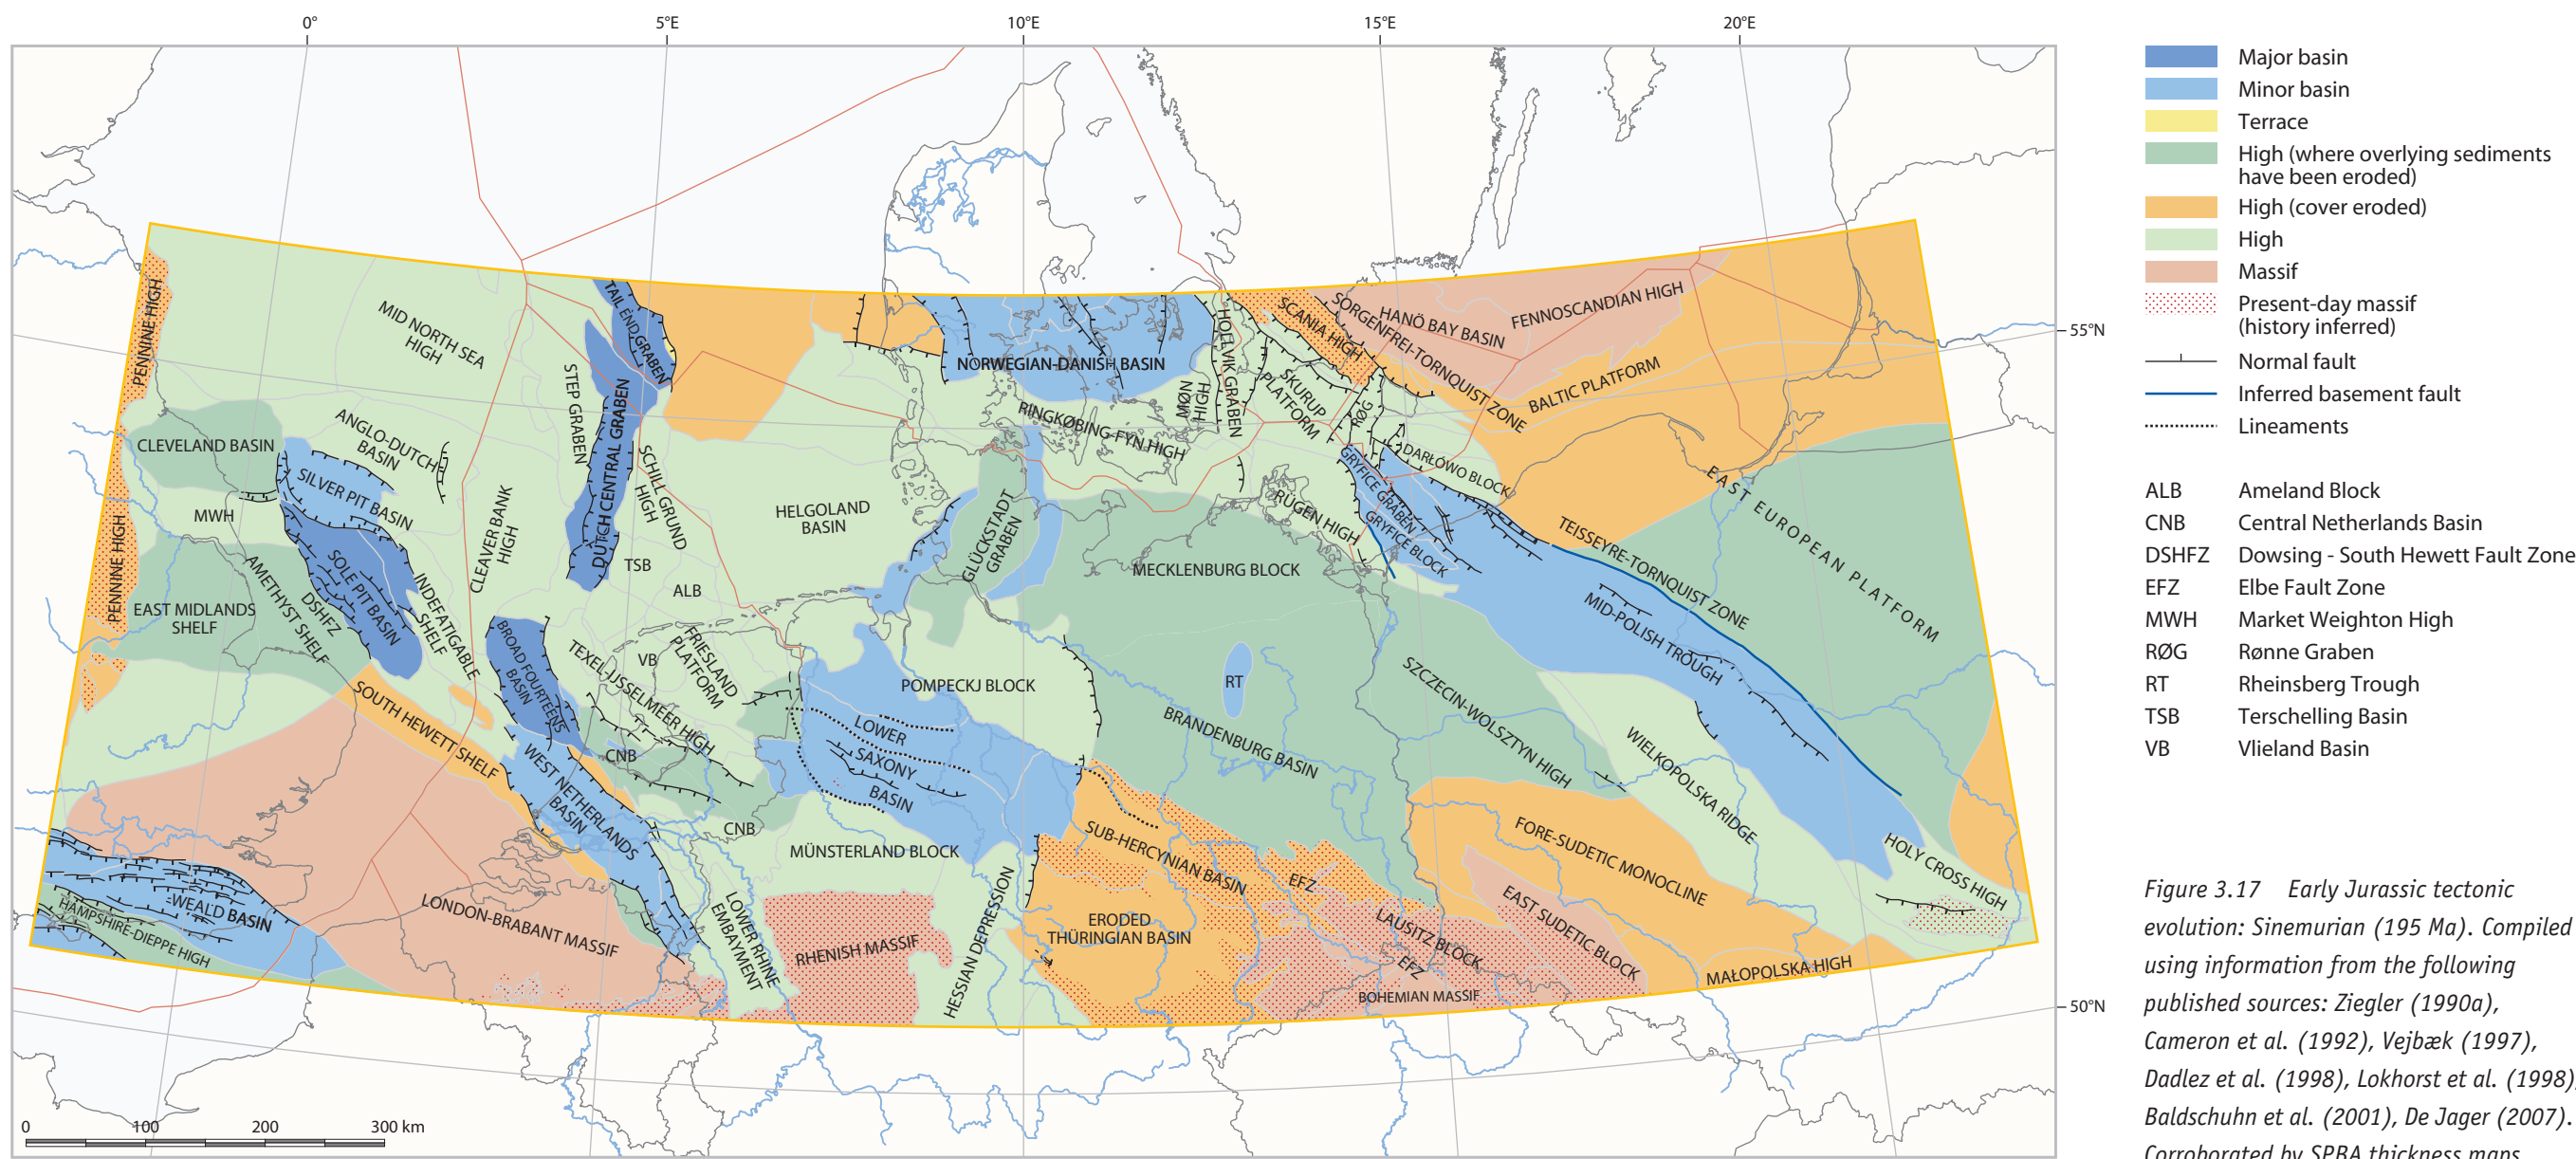 0°
5°E
10°E
15°E
20°E
55°N
50°N
PENNINE HIGH
MID NORTH SEA
HIGH
TAIL END GRABEN
STEP GRABEN
DUTCH CENTRAL GRABEN
SCHILL GRUND
HIGH
NORWEGIAN-DANISH BASIN
MØN
HIGH
HÖLLVIK GRABEN
SKURUP
PLATFORM
SCANIA HIGH
SORGENFREI-TORNQUIST ZONE
HANÖ BAY BASIN
FENNOSCANDIAN HIGH
BALTIC PLATFORM
RØG
RINGKØBING-FYN HIGH
DARŁOWO BLOCK
CLEVELAND BASIN
ANGLO-DUTCH
BASIN
SILVER PIT BASIN
MWH
PENNINE HIGH
CLEAVER BANK
HIGH
HELGOLAND
BASIN
GLÜCKSTADT
GRABEN
RÜGEN HIGH
GRYFICE GRABEN
GRYFICE BLOCK
TEISSEYRE-TORNQUIST ZONE
EAST EUROPEAN PLATFORM
MECKLENBURG BLOCK
TSB
ALB
EAST MIDLANDS
SHELF
AMETHYST SHELF
DSHFZ
SOLE PIT BASIN
INDEFATIGABLE
SHELF
BROAD FOURTEENS
BASIN
TEXEL-IJSSELMEER HIGH
VB
FRIESLAND
PLATFORM
POMPECKJ BLOCK
RT
MID-POLISH TROUGH
SZCZECIN-WOLSZTYN HIGH
BRANDENBURG BASIN
WIELKOPOLSKA RIDGE
SOUTH HEWETT SHELF
WEST NETHERLANDS
BASIN
CNB
CNB
LOWER
SAXONY
BASIN
MÜNSTERLAND BLOCK
SUB-HERCYNIAN BASIN
EFZ
FORE-SUDETIC MONOCLINE
HOLY CROSS HIGH
WEALD BASIN
HAMPSHIRE-DIEPPE HIGH
LONDON-BRABANT MASSIF
LOWER RHINE
EMBAYMENT
RHENISH MASSIF
HESSIAN DEPRESSION
ERODED
THÜRINGIAN BASIN
LAUSITZ BLOCK
EFZ
BOHEMIAN MASSIF
EAST SUDETIC BLOCK
MAŁOPOLSKA HIGH
0 100 200 300 km
Major basin
Minor basin
Terrace
High (where overlying sediments
have been eroded)
High (cover eroded)
High
Massif
Present-day massif
(history inferred)
Normal fault
Inferred basement fault
Lineaments
ALB Ameland Block
CNB Central Netherlands Basin
DSHFZ Dowsing - South Hewett Fault Zone
EFZ Elbe Fault Zone
MWH Market Weighton High
RØG Rønne Graben
RT Rheinsberg Trough
TSB Terschelling Basin
VB Vlieland Basin
Figure 3.17 Early Jurassic tectonic
evolution: Sinemurian (195 Ma). Compiled
using information from the following
published sources: Ziegler (1990a),
Cameron et al. (1992), Vejbæk (1997),
Dadlez et al. (1998), Lokhorst et al. (1998),
Baldschuhn et al. (2001), De Jager (2007).
Corroborated by SPBA thickness maps